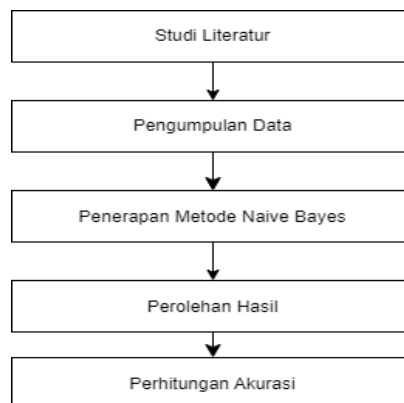 Studi Literatur
Pengumpulan Data
Penerapan Metode Naive Bayes
Perolehan Hasil
Perhitungan Akurasi